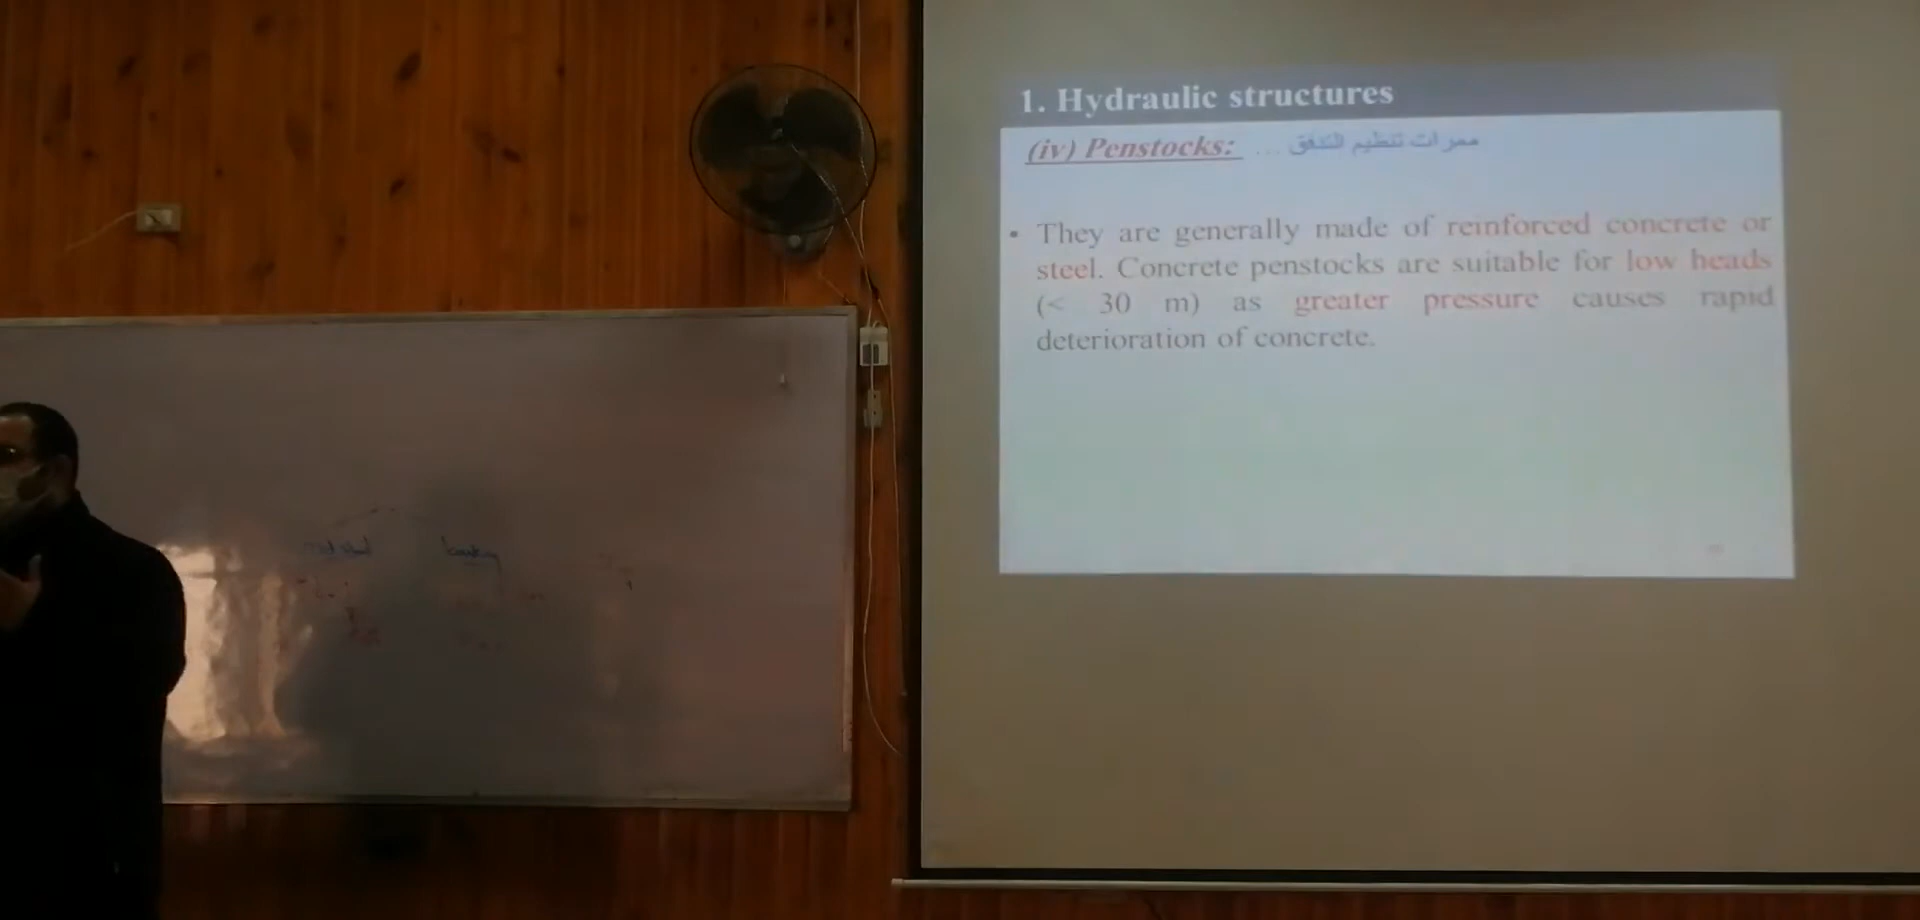 1. Hydraulic structures
(iv) Penstocks: ... ممرات تنظيم التدفق
• They are generally made of reinforced concrete or
steel. Concrete penstocks are suitable for low heads
(< 30 m) as greater pressure causes rapid
deterioration of concrete.